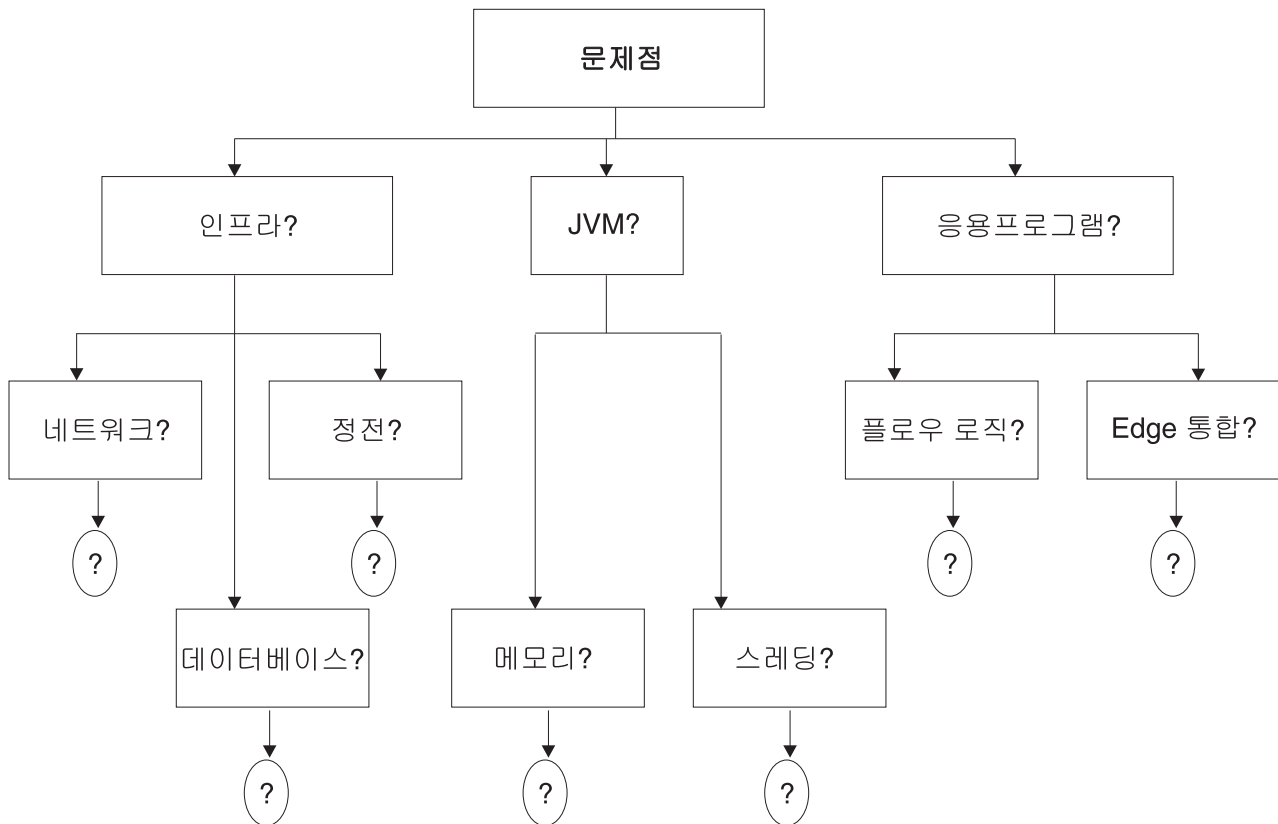 문제점
인프라?
JVM?
응용프로그램?
네트워크?
정전?
플로우 로직?
Edge 통합?
?
?
?
?
데이터베이스?
메모리?
스레딩?
?
?
?